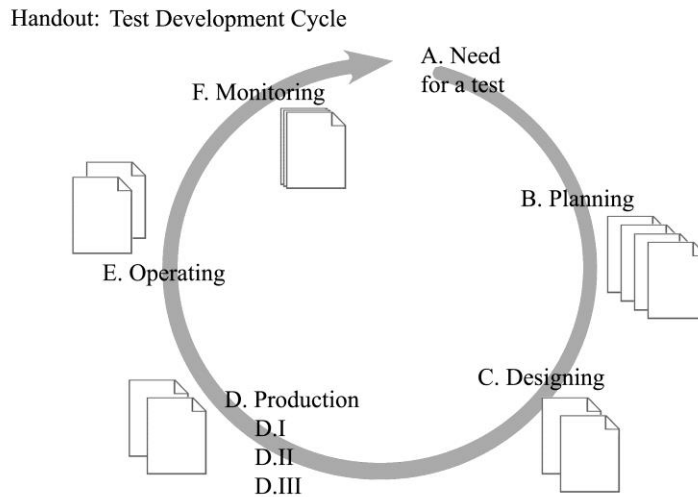 Handout: Test Development Cycle
A. Need
for a test
F. Monitoring
B. Planning
E. Operating
C. Designing
D. Production
D.I
D.II
D.III